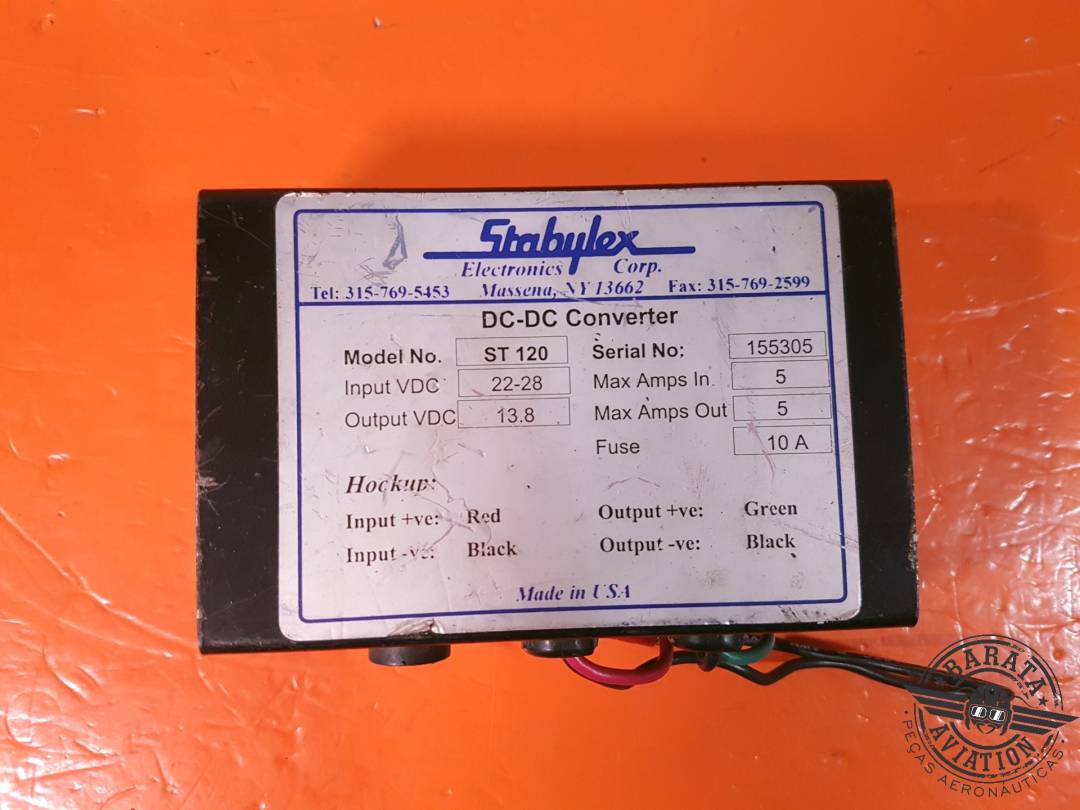 Stabylex
Electronics Corp.
Tel: 315-769-5453 Massena, NY 13662 Fax: 315-769-2599
DC-DC Converter
Model No. ST 120 Serial No: 155305
Input VDC 22-28 Max Amps In 5
Output VDC 13.8 Max Amps Out 5
Fuse 10 A
Hockup:
Input +ve: Red Output +ve: Green
Input -ve: Black Output -ve: Black
Made in USA
BARATA
AVIATION
PEÇAS AERONÁUTICAS